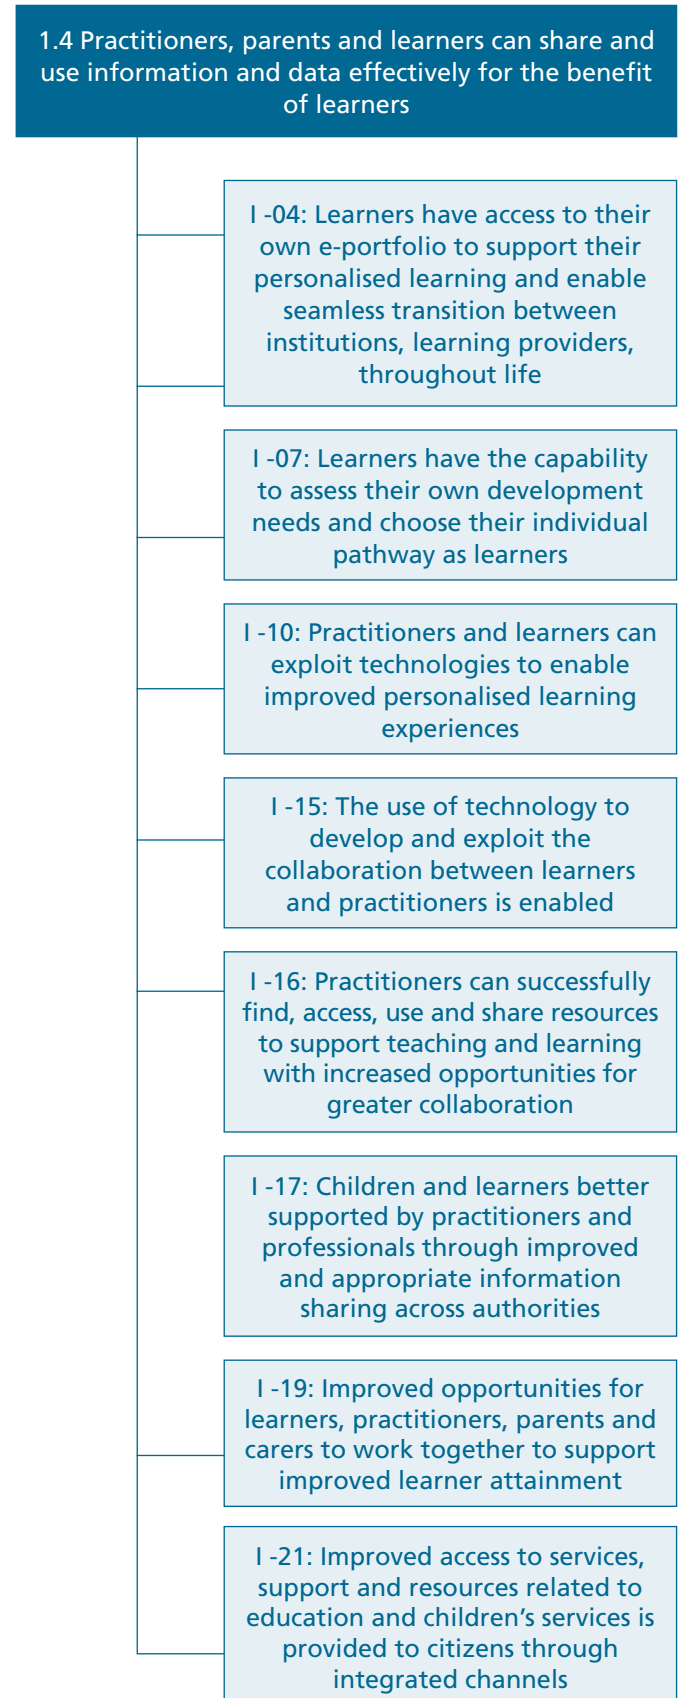 1.4 Practitioners, parents and learners can share and
use information and data effectively for the benefit
of learners
I -04: Learners have access to their
own e-portfolio to support their
personalised learning and enable
seamless transition between
institutions, learning providers,
throughout life
I -07: Learners have the capability
to assess their own development
needs and choose their individual
pathway as learners
I -10: Practitioners and learners can
exploit technologies to enable
improved personalised learning
experiences
I -15: The use of technology to
develop and exploit the
collaboration between learners
and practitioners is enabled
I -16: Practitioners can successfully
find, access, use and share resources
to support teaching and learning
with increased opportunities for
greater collaboration
I -17: Children and learners better
supported by practitioners and
professionals through improved
and appropriate information
sharing across authorities
I -19: Improved opportunities for
learners, practitioners, parents and
carers to work together to support
improved learner attainment
I -21: Improved access to services,
support and resources related to
education and children’s services is
provided to citizens through
integrated channels